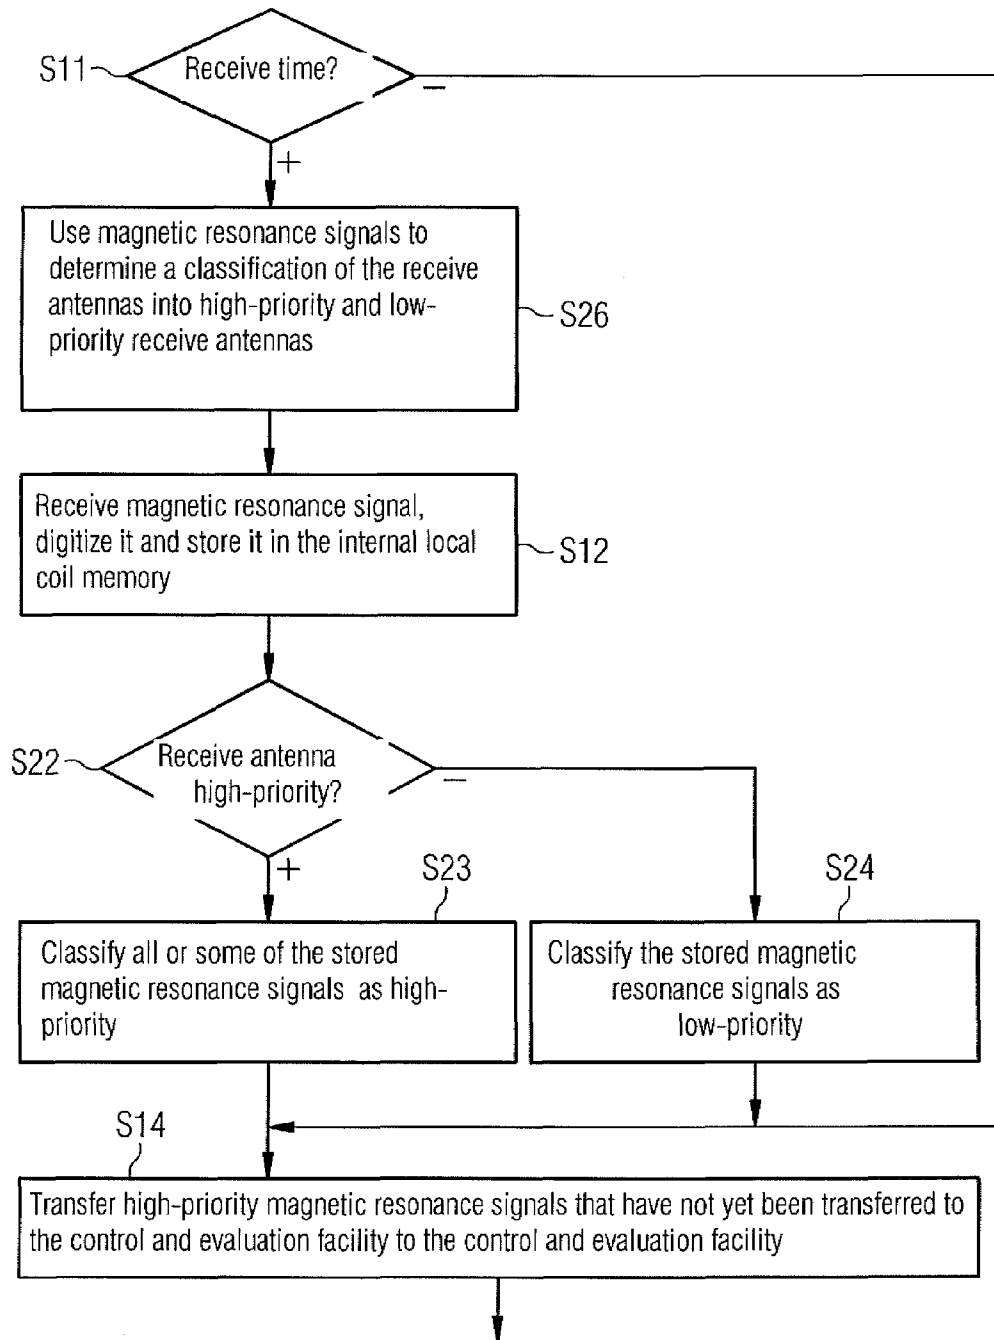 S11
Receive time?
−
+
Use magnetic resonance signals to
determine a classification of the receive
antennas into high-priority and low-
priority receive antennas
S26
Receive magnetic resonance signal,
digitize it and store it in the internal local
coil memory
S12
S22
Receive antenna
high-priority?
−
+
S23
S24
Classify all or some of the stored
magnetic resonance signals as high-
priority
Classify the stored magnetic
resonance signals as
low-priority
S14
Transfer high-priority magnetic resonance signals that have not yet been transferred to
the control and evaluation facility to the control and evaluation facility